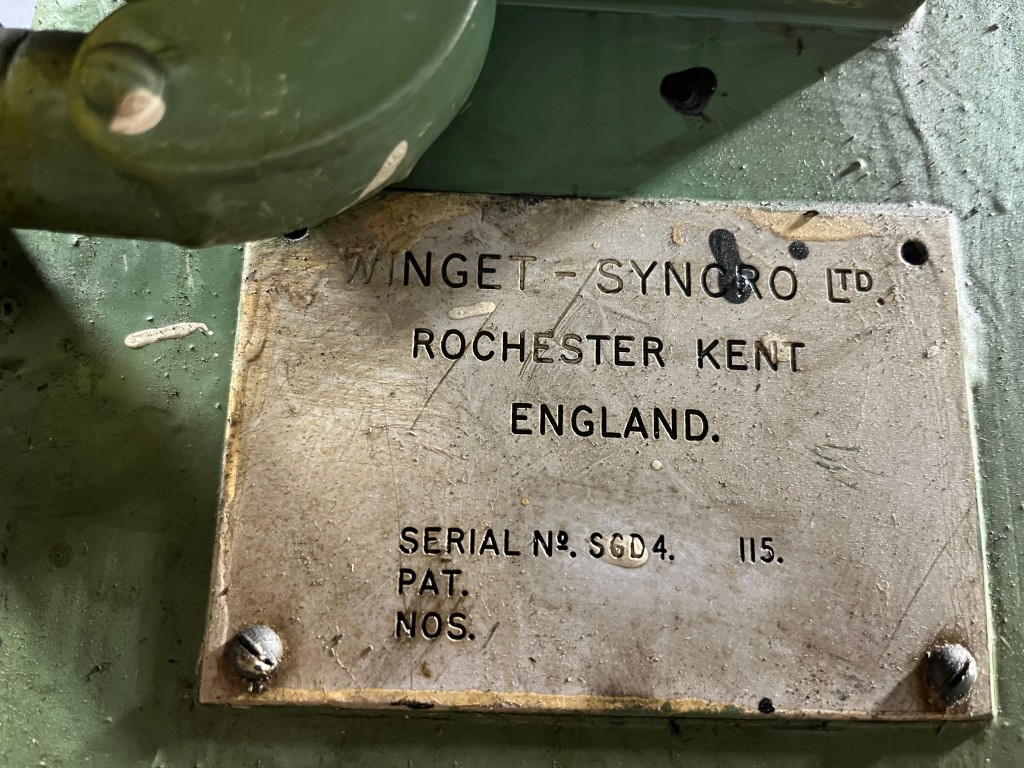 WINGET - SYNCRO LTD.
ROCHESTER KENT
ENGLAND.
SERIAL Nº. SGD4. 115.
PAT.
NOS.